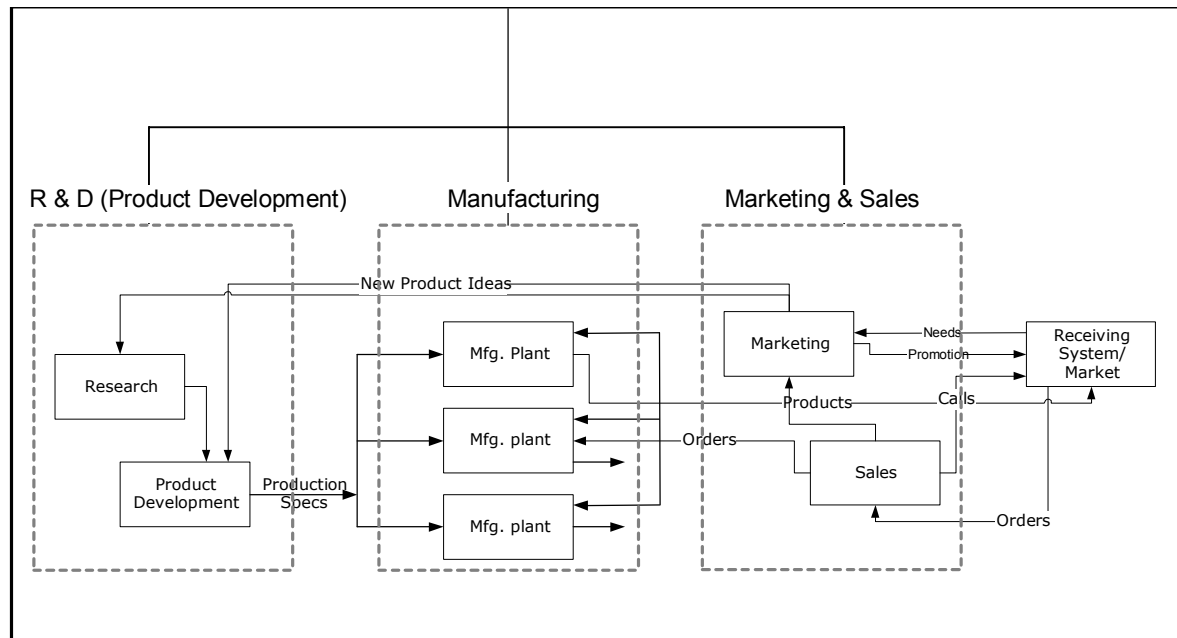 R & D (Product Development)
Manufacturing
Marketing & Sales
New Product Ideas
Mfg. Plant
Marketing
Needs
Promotion
Receiving
System/
Market
Research
Products
Calls
Mfg. plant
Orders
Sales
Product
Development
Production
Specs
Mfg. plant
Orders